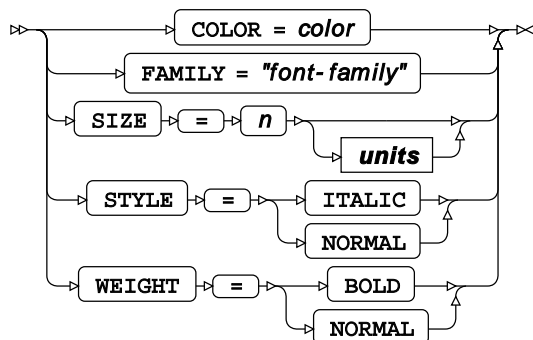 COLOR = color
FAMILY = "font-family"
SIZE = n
units
STYLE = ITALIC
NORMAL
WEIGHT = BOLD
NORMAL